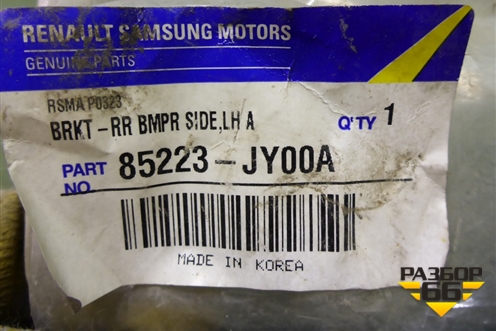 RENAULT SAMSUNG MOTORS
GENUINE PARTS
RSMA P0323
BRKT-RR BMPR SIDE,LH A
Q'TY 1
PART NO. 85223-JY00A
MADE IN KOREA
РАЗБОР
66